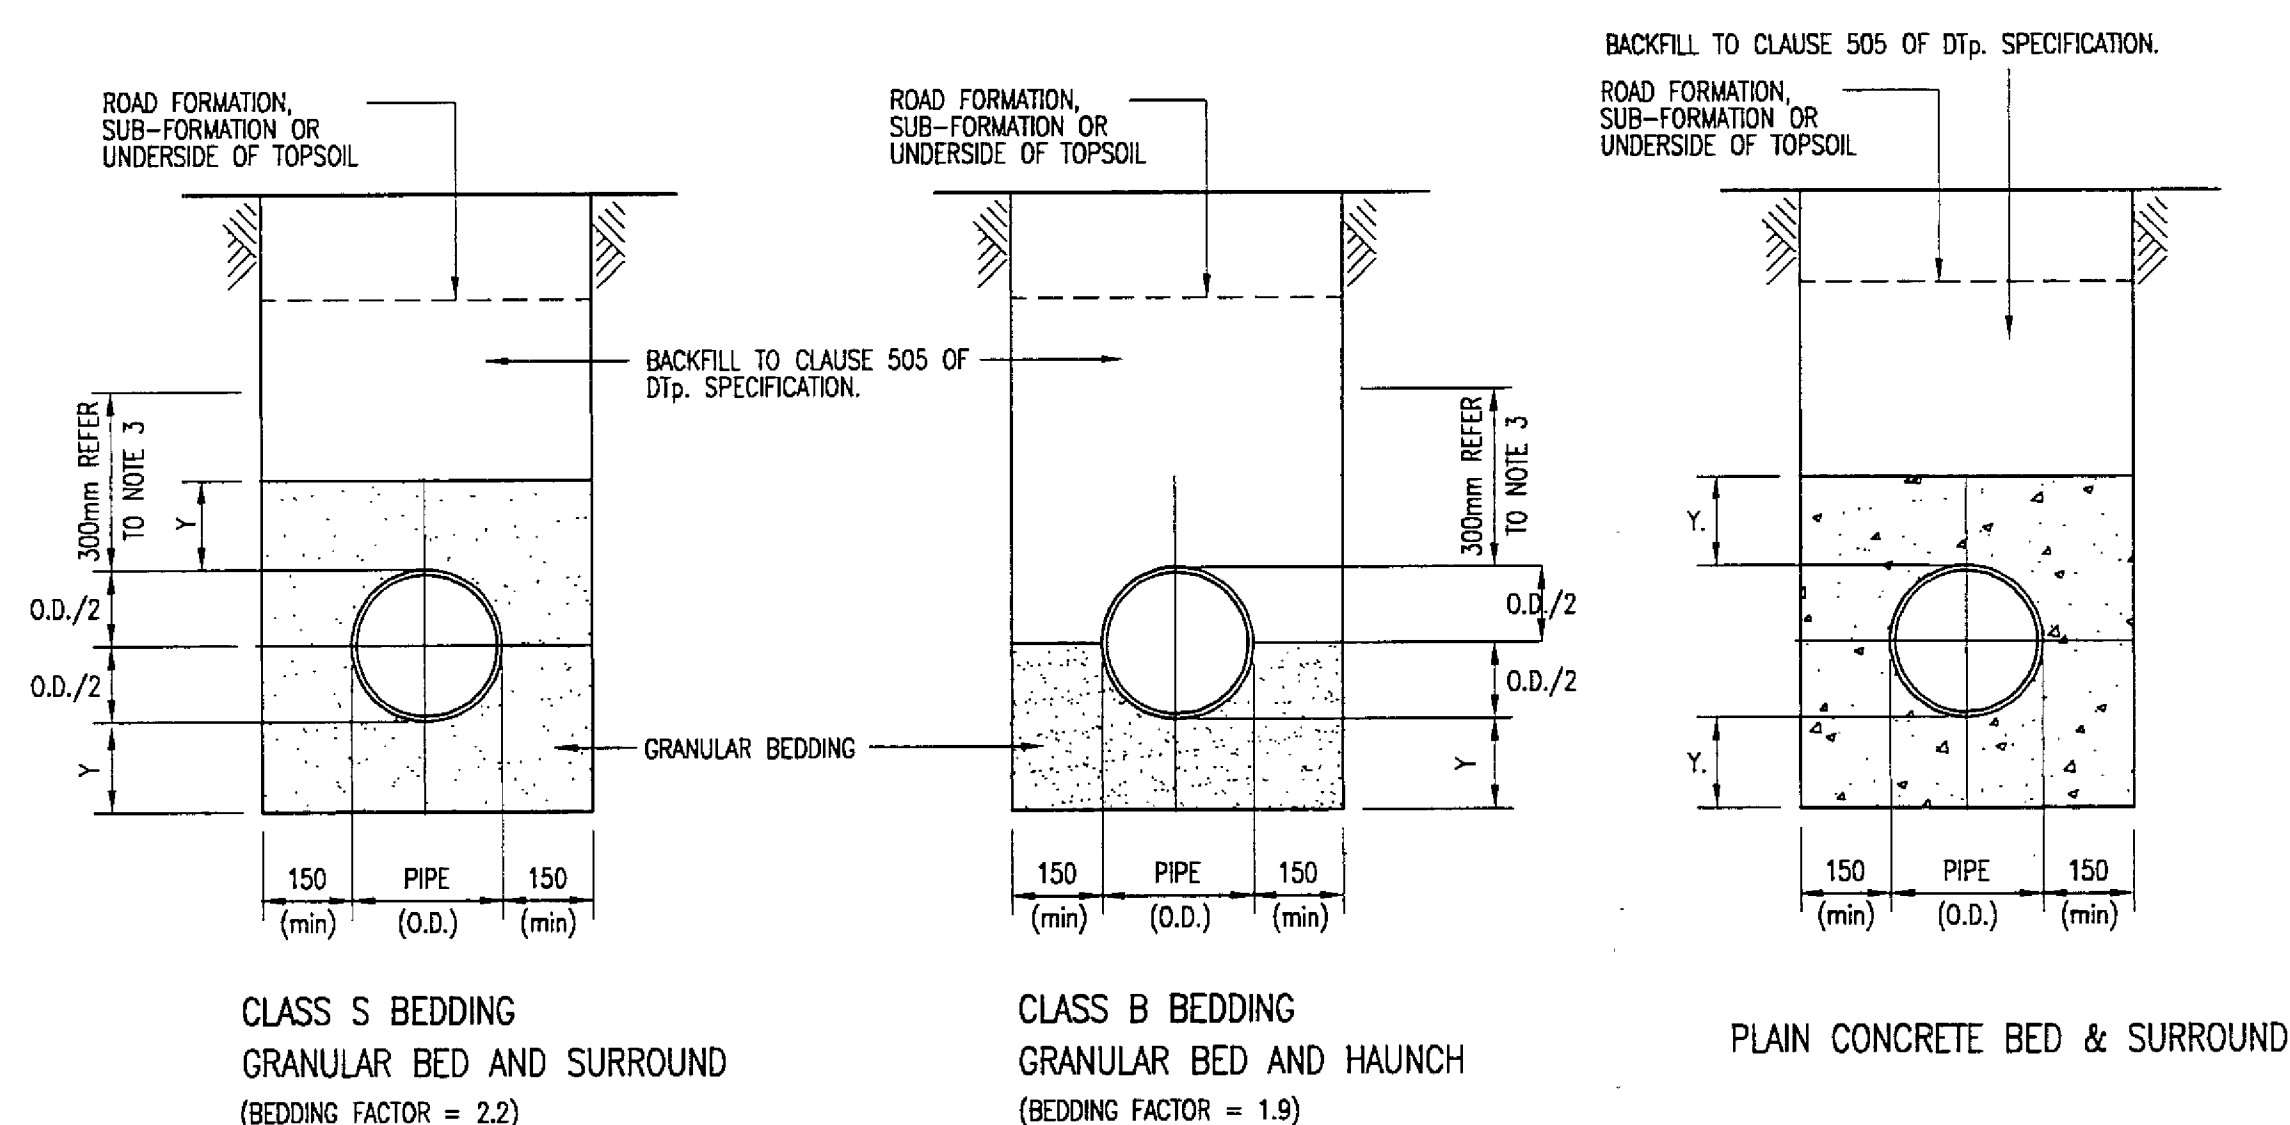 BACKFILL TO CLAUSE 505 OF DTp. SPECIFICATION.
ROAD FORMATION,
SUB-FORMATION OR
UNDERSIDE OF TOPSOIL
ROAD FORMATION,
SUB-FORMATION OR
UNDERSIDE OF TOPSOIL
ROAD FORMATION,
SUB-FORMATION OR
UNDERSIDE OF TOPSOIL
BACKFILL TO CLAUSE 505 OF
DTp. SPECIFICATION.
300mm REFER
TO NOTE 3
Y
O.D./2
O.D./2
Y
GRANULAR BEDDING
300mm REFER
TO NOTE 3
O.D./2
O.D./2
Y
Y.
Y.
150
(min)
PIPE
(O.D.)
150
(min)
150
(min)
PIPE
(O.D.)
150
(min)
150
(min)
PIPE
(O.D.)
150
(min)
CLASS S BEDDING
GRANULAR BED AND SURROUND
(BEDDING FACTOR = 2.2)
CLASS B BEDDING
GRANULAR BED AND HAUNCH
(BEDDING FACTOR = 1.9)
PLAIN CONCRETE BED & SURROUND